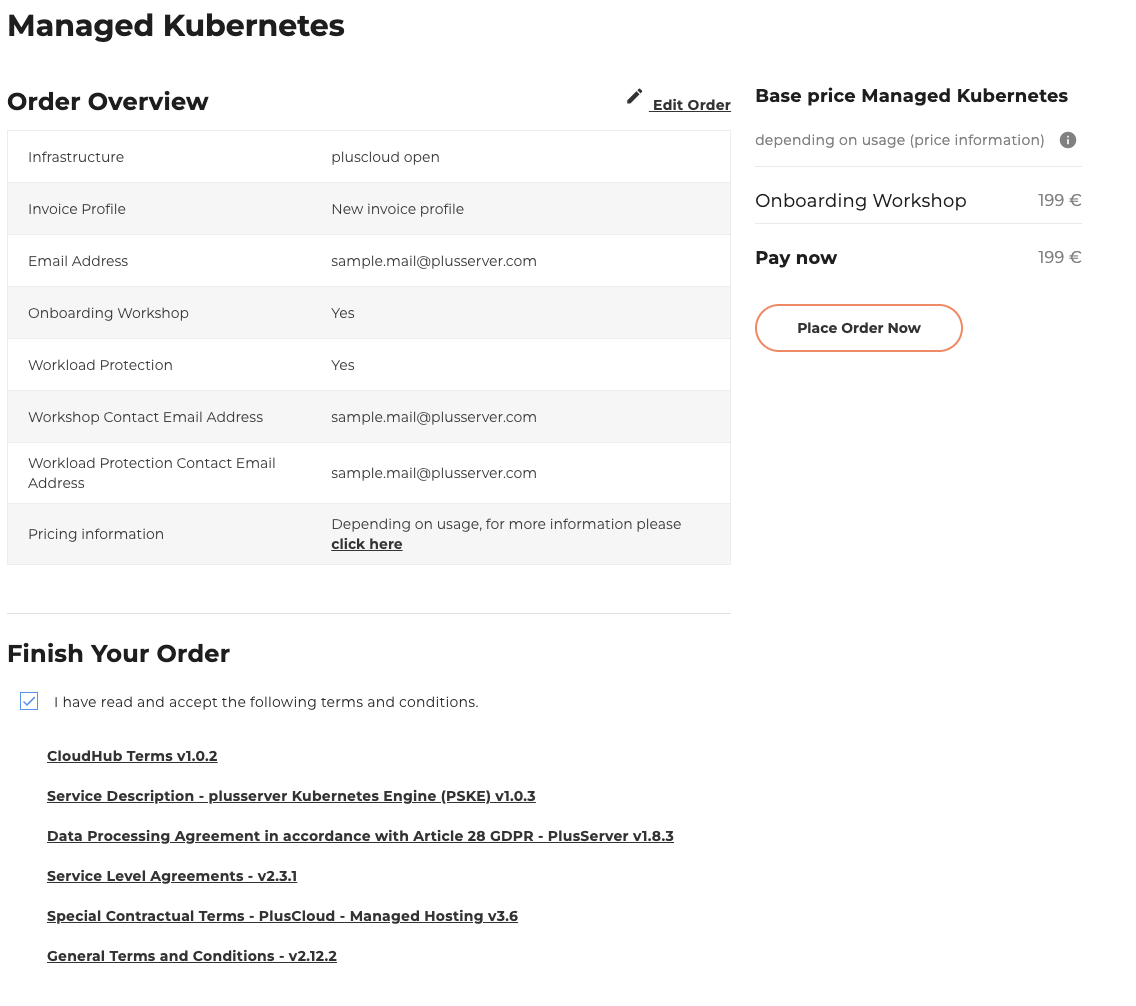 Managed Kubernetes
Order Overview
Edit Order
Infrastructure pluscloud open
Invoice Profile New invoice profile
Email Address sample.mail@plusserver.com
Onboarding Workshop Yes
Workload Protection Yes
Workshop Contact Email Address sample.mail@plusserver.com
Workload Protection Contact Email
Address
sample.mail@plusserver.com
Pricing information
Depending on usage, for more information please
click here
Base price Managed Kubernetes
depending on usage (price information)
Onboarding Workshop 199 €
Pay now 199 €
Place Order Now
Finish Your Order
I have read and accept the following terms and conditions.
CloudHub Terms v1.0.2
Service Description - plusserver Kubernetes Engine (PSKE) v1.0.3
Data Processing Agreement in accordance with Article 28 GDPR - PlusServer v1.8.3
Service Level Agreements - v2.3.1
Special Contractual Terms - PlusCloud - Managed Hosting v3.6
General Terms and Conditions - v2.12.2